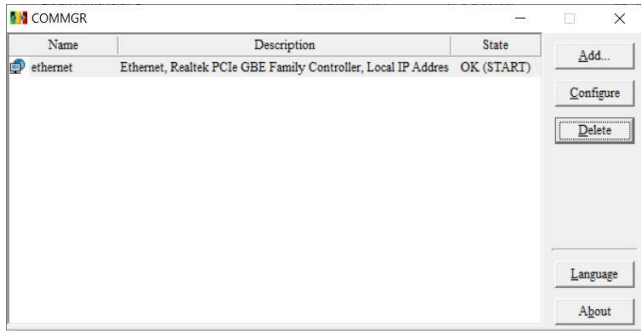 COMMGR
Name Description State
ethernet Ethernet, Realtek PCIe GBE Family Controller, Local IP Addres OK (START)
Add...
Configure
Delete
Language
About